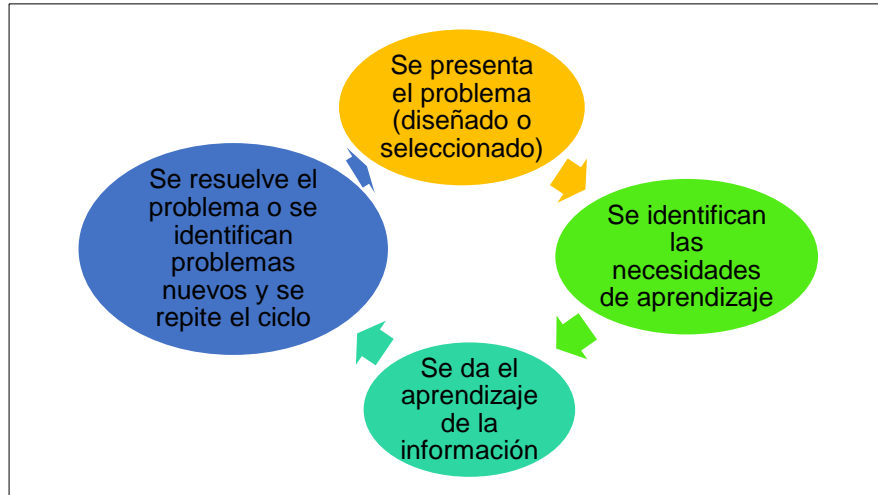 Se presenta
el problema
(diseñado o
seleccionado)
Se identifican
las
necesidades
de aprendizaje
Se da el
aprendizaje
de la
información
Se resuelve el
problema o se
identifican
problemas
nuevos y se
repite el ciclo